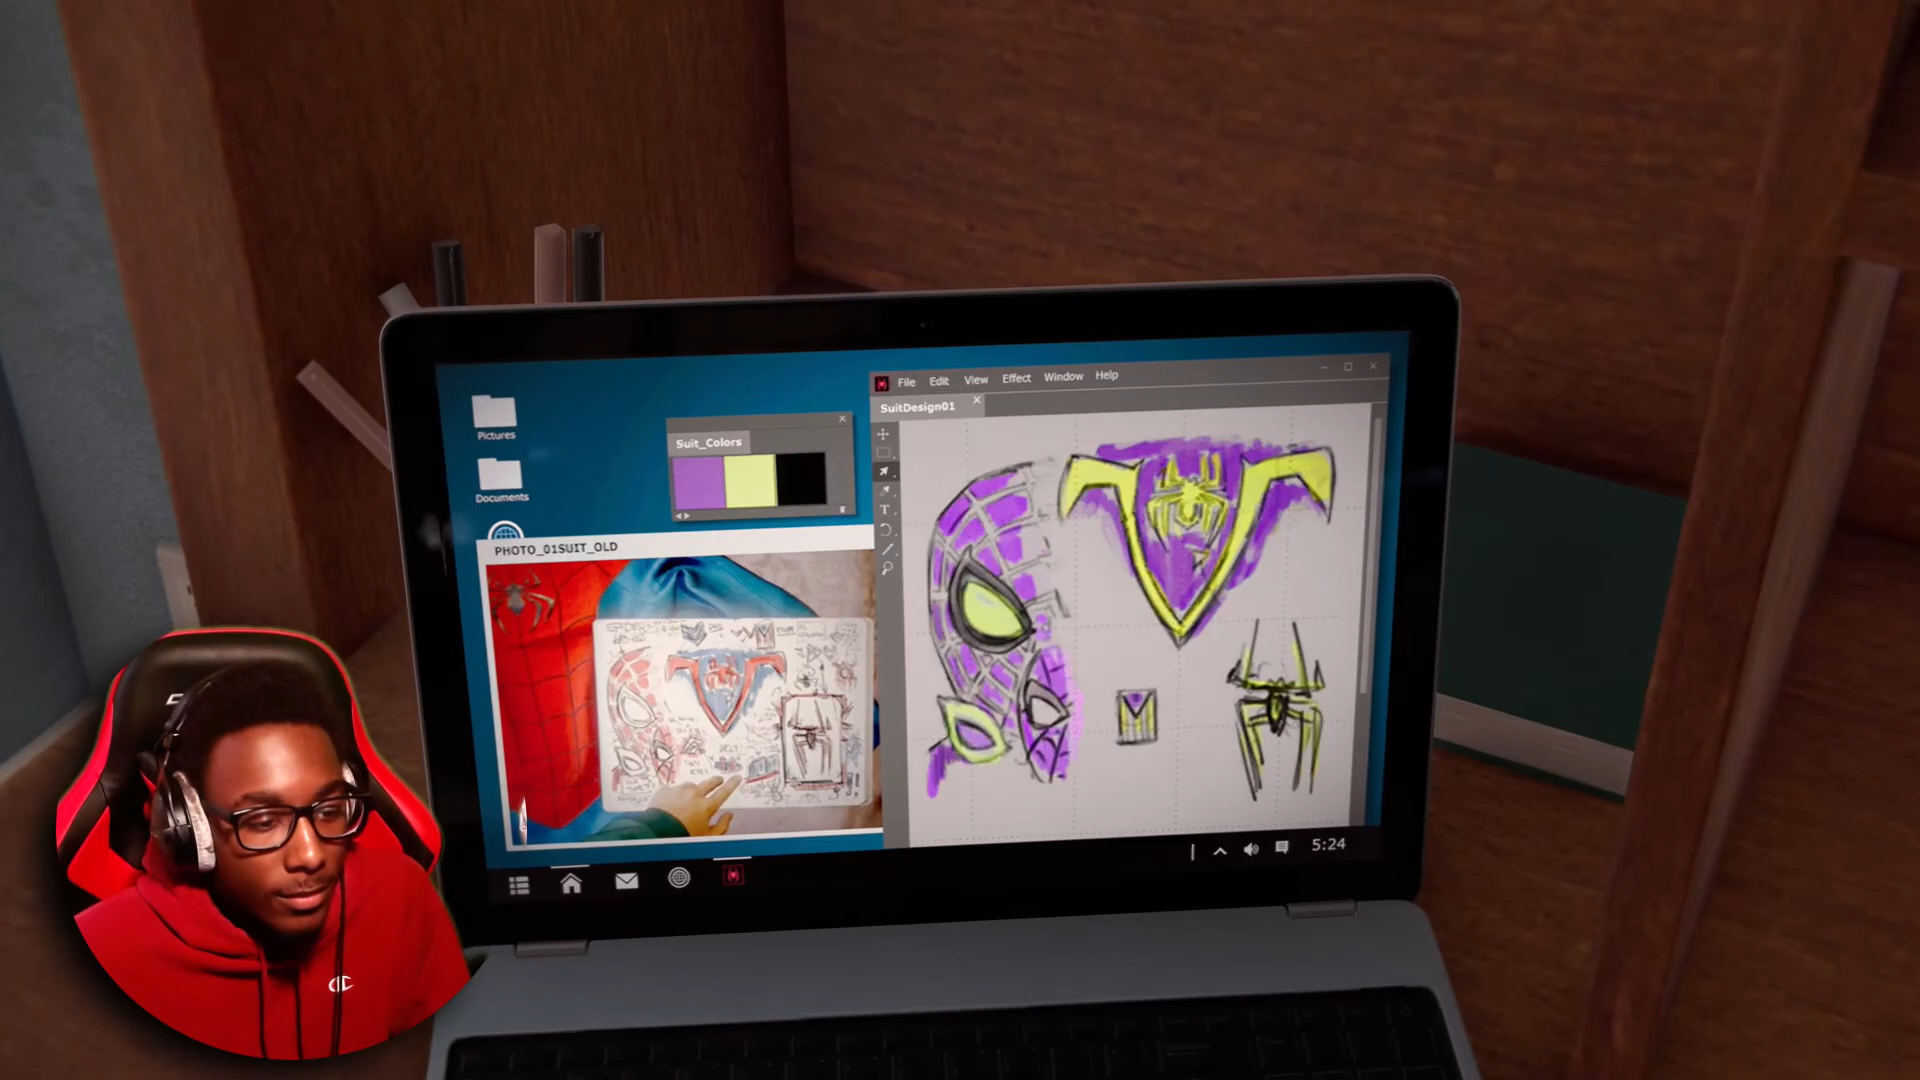 File Edit View Effect Window Help
SuitDesign01
Pictures
Suit_Colors
Documents
T
PHOTO_01SUIT_OLD
5:24